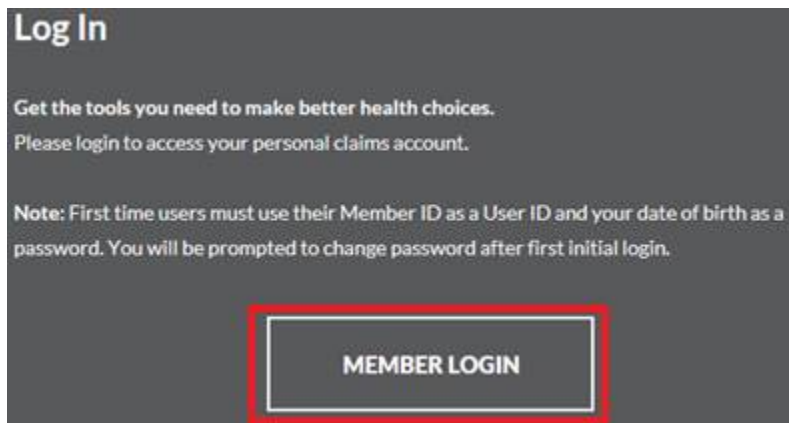 Log In
Get the tools you need to make better health choices.
Please login to access your personal claims account.
Note: First time users must use their Member ID as a User ID and your date of birth as a
password. You will be prompted to change password after first initial login.
MEMBER LOGIN